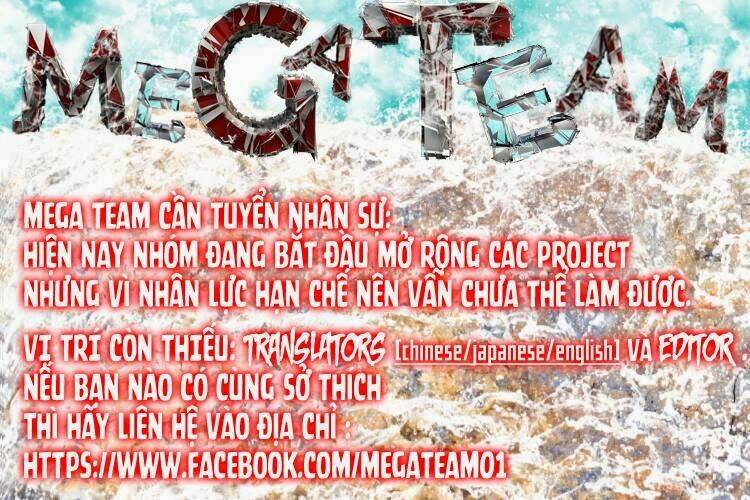 MEGA TEAM
MEGA TEAM CẦN TUYỂN NHÂN SỰ:
HIỆN NAY NHÓM ĐANG BẮT ĐẦU MỞ RỘNG CÁC PROJECT
NHƯNG VÌ NHÂN LỰC HẠN CHẾ NÊN VẪN CHƯA THỂ LÀM ĐƯỢC.
VỊ TRÍ CÒN THIẾU: TRANSLATORS [chinese/japanese/english] VÀ EDITOR
NẾU BẠN NÀO CÓ CÙNG SỞ THÍCH
THÌ HÃY LIÊN HỆ VÀO ĐỊA CHỈ :
HTTPS://WWW.FACEBOOK.COM/MEGATEAM01